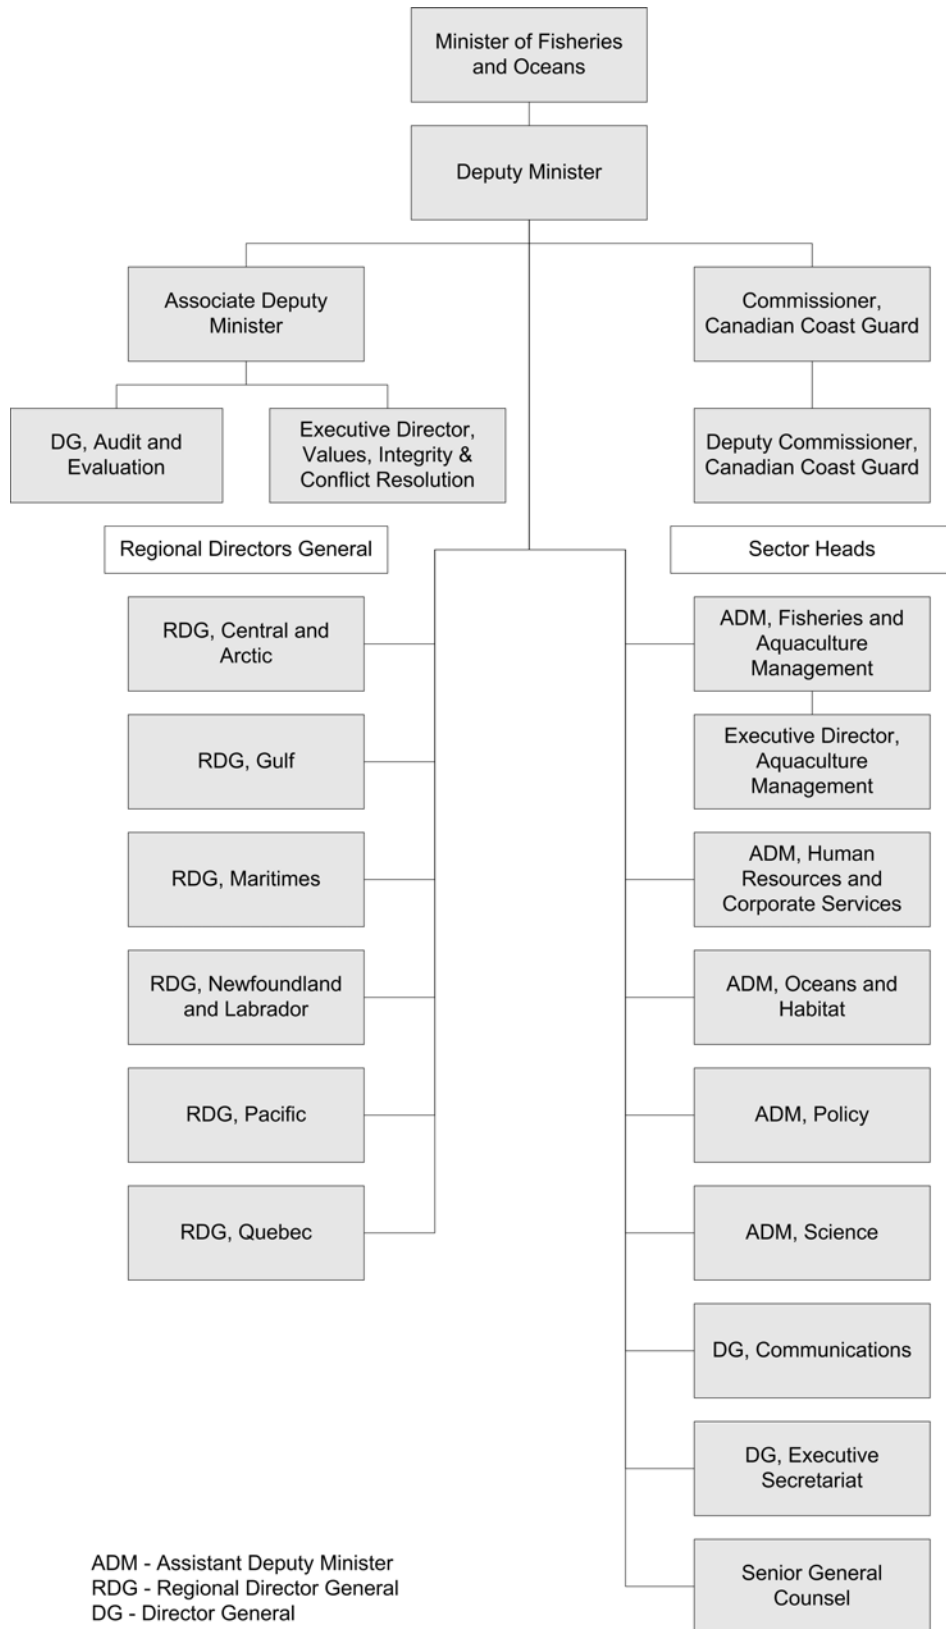 Minister of Fisheries
and Oceans
Deputy Minister
Associate Deputy
Minister
Commissioner,
Canadian Coast Guard
DG, Audit and
Evaluation
Executive Director,
Values, Integrity &
Conflict Resolution
Deputy Commissioner,
Canadian Coast Guard
Regional Directors General
RDG, Central and
Arctic
RDG, Gulf
RDG, Maritimes
RDG, Newfoundland
and Labrador
RDG, Pacific
RDG, Quebec
Sector Heads
ADM, Fisheries and
Aquaculture
Management
Executive Director,
Aquaculture
Management
ADM, Human
Resources and
Corporate Services
ADM, Oceans and
Habitat
ADM, Policy
ADM, Science
DG, Communications
DG, Executive
Secretariat
Senior General
Counsel
ADM - Assistant Deputy Minister
RDG - Regional Director General
DG - Director General